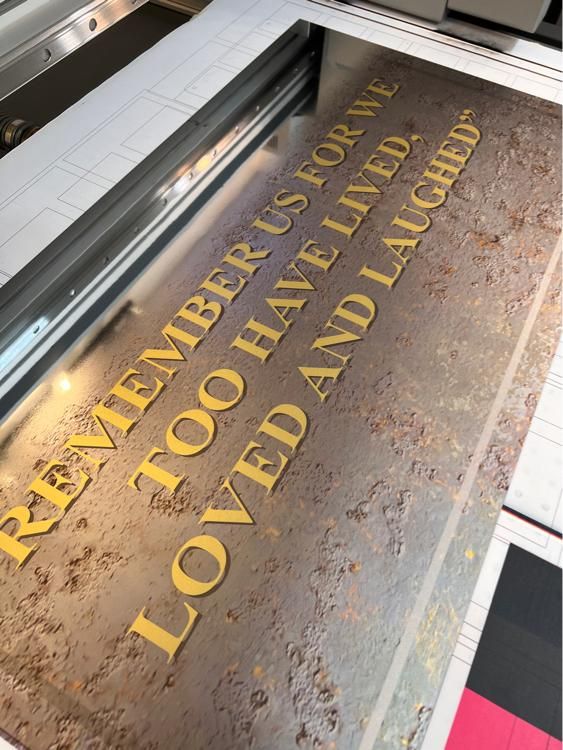 REMEMBER US FOR WE
TOO HAVE LIVED,
LOVED AND LAUGHED”